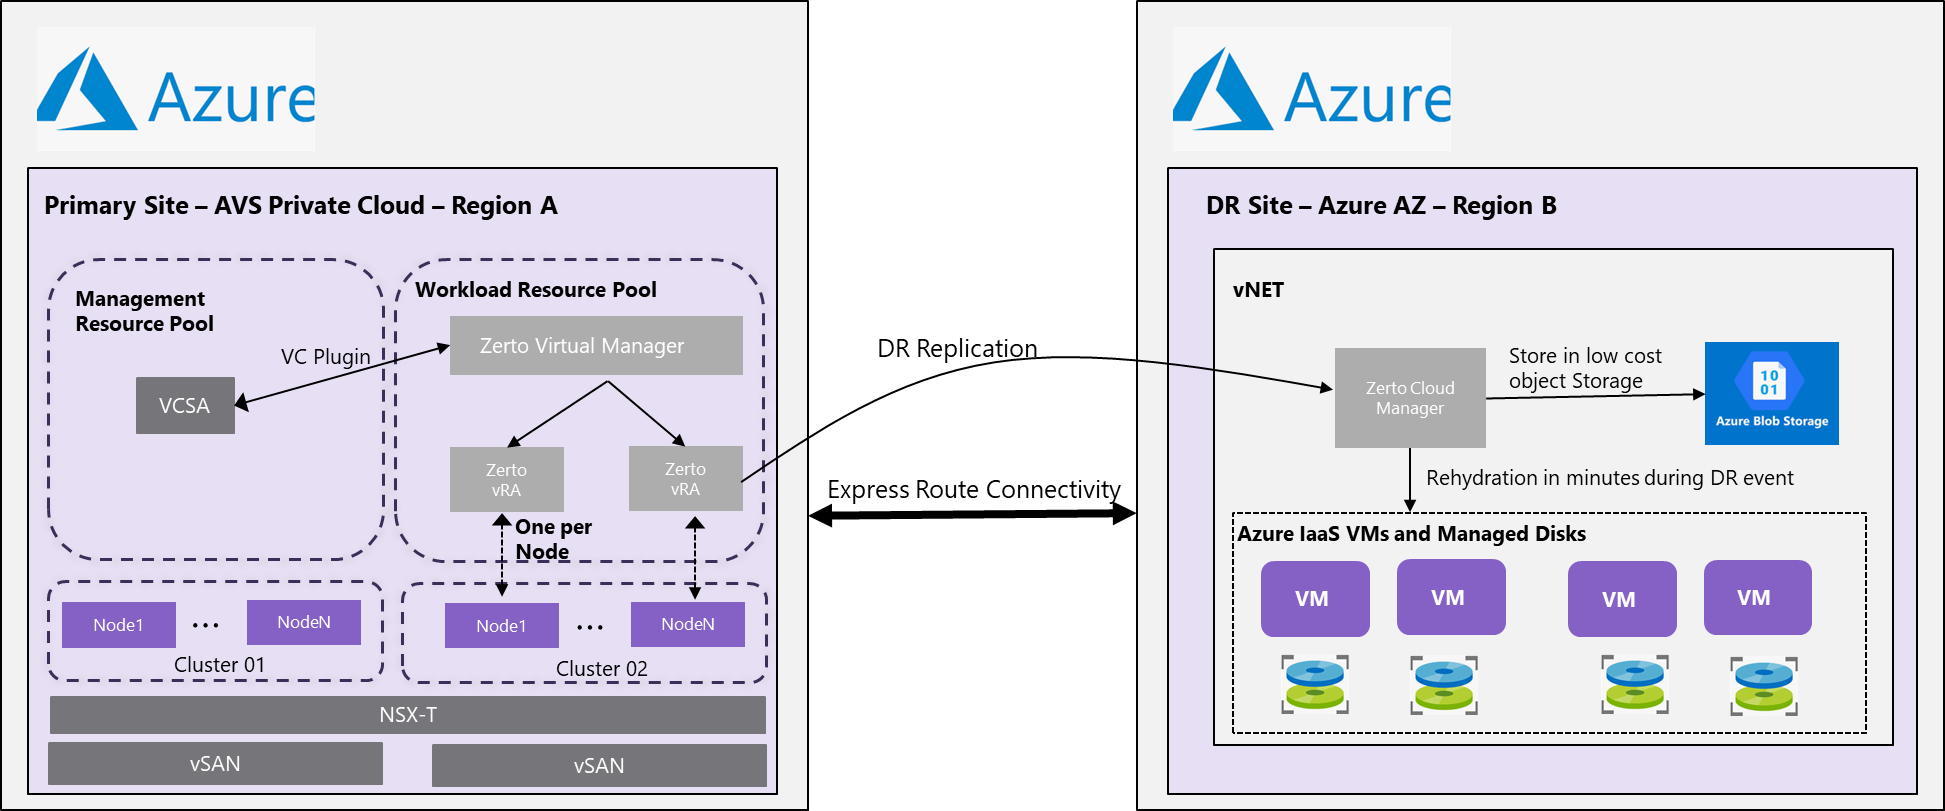 Azure
Primary Site – AVS Private Cloud – Region A
Management
Resource Pool
VC Plugin
VCSA
Workload Resource Pool
Zerto Virtual Manager
Zerto
vRA
Zerto
vRA
One per
Node
Node1
...
NodeN
Cluster 01
Node1
...
NodeN
Cluster 02
NSX-T
vSAN
vSAN
DR Replication
Express Route Connectivity
Azure
DR Site – Azure AZ – Region B
vNET
Zerto Cloud
Manager
Store in low cost
object Storage
10
01
Azure Blob Storage
Rehydration in minutes during DR event
Azure IaaS VMs and Managed Disks
VM
VM
VM
VM